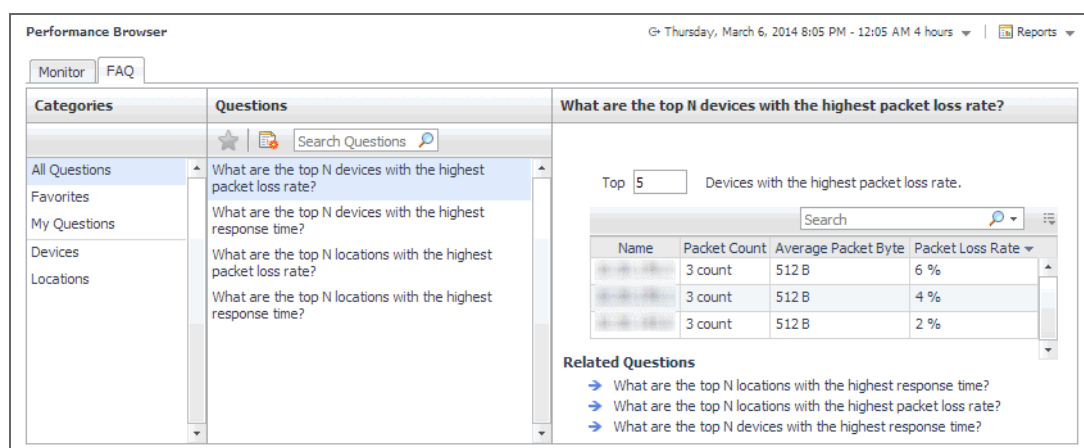 Performance Browser
Thursday, March 6, 2014 8:05 PM - 12:05 AM 4 hours | Reports
Monitor FAQ
Categories
All Questions
Favorites
My Questions
Devices
Locations
Questions
Search Questions
What are the top N devices with the highest
packet loss rate?
What are the top N devices with the highest
response time?
What are the top N locations with the highest
packet loss rate?
What are the top N locations with the highest
response time?
What are the top N devices with the highest packet loss rate?
Top 5 Devices with the highest packet loss rate.
Search
Name Packet Count Average Packet Byte Packet Loss Rate
3 count 512 B 6 %
3 count 512 B 4 %
3 count 512 B 2 %
Related Questions
What are the top N locations with the highest response time?
What are the top N locations with the highest packet loss rate?
What are the top N devices with the highest response time?